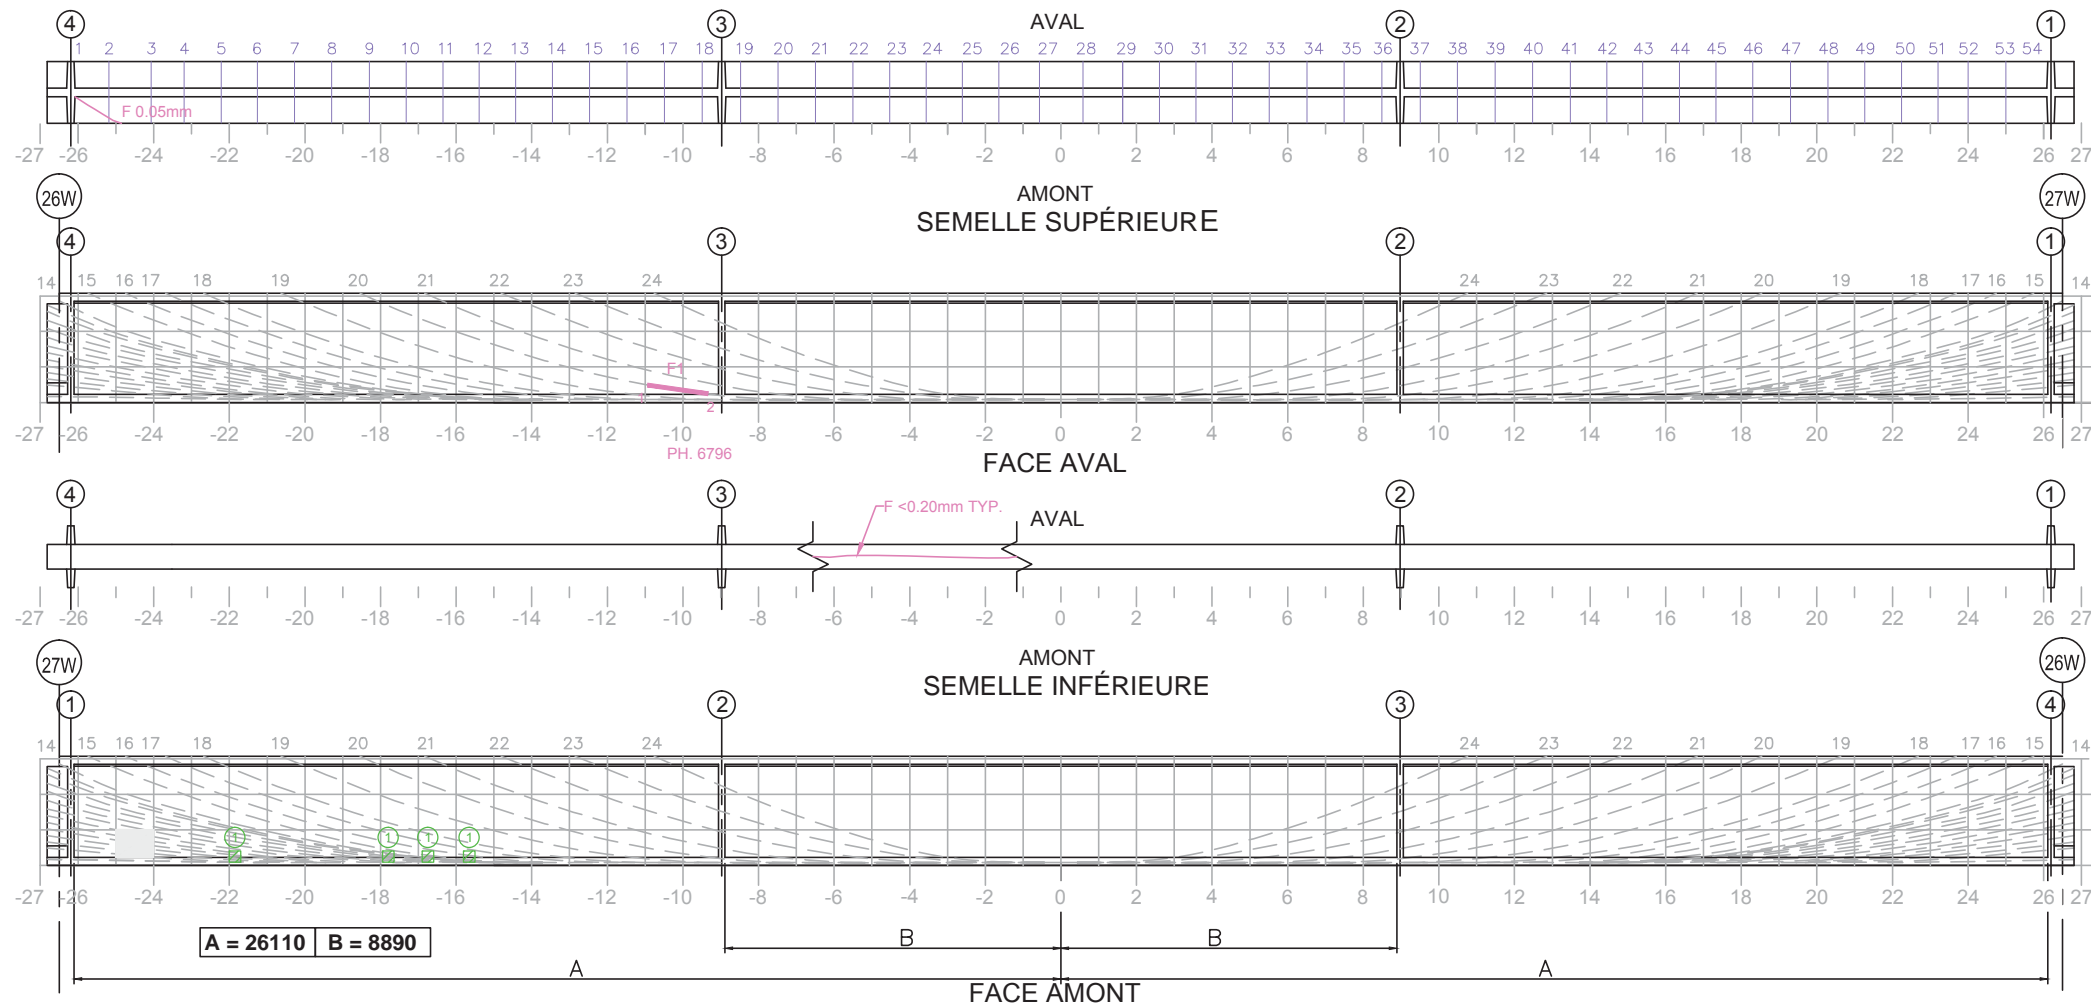 4 3 AVAL 2 1
1 2 3 4 5 6 7 8 9 10 11 12 13 14 15 16 17 18 19 20 21 22 23 24 25 26 27 28 29 30 31 32 33 34 35 36 37 38 39 40 41 42 43 44 45 46 47 48 49 50 51 52 53 54
F 0.05mm
-27 -26 -24 -22 -20 -18 -16 -14 -12 -10 -8 -6 -4 -2 0 2 4 6 8 10 12 14 16 18 20 22 24 26 27
26W AMONT 27W
SEMELLE SUPÉRIEURE
4 3 2 1
14 15 16 17 18 19 20 21 22 23 24 24 23 22 21 20 19 18 17 16 15 14
F1
1 2
-27 -26 -24 -22 -20 -18 -16 -14 -12 -10 -8 -6 -4 -2 0 2 4 6 8 10 12 14 16 18 20 22 24 26 27
PH. 6796
FACE AVAL
4 3 2 1
F <0.20mm TYP.
AVAL
-27 -26 -24 -22 -20 -18 -16 -14 -12 -10 -8 -6 -4 -2 0 2 4 6 8 10 12 14 16 18 20 22 24 26 27
27W AMONT 26W
SEMELLE INFÉRIEURE
1 2 3 4
14 15 16 17 18 19 20 21 22 23 24 24 23 22 21 20 19 18 17 16 15 14
1 1 1 1
-27 -26 -24 -22 -20 -18 -16 -14 -12 -10 -8 -6 -4 -2 0 2 4 6 8 10 12 14 16 18 20 22 24 26 27
A = 26110 B = 8890
B B
A A
FACE AMONT